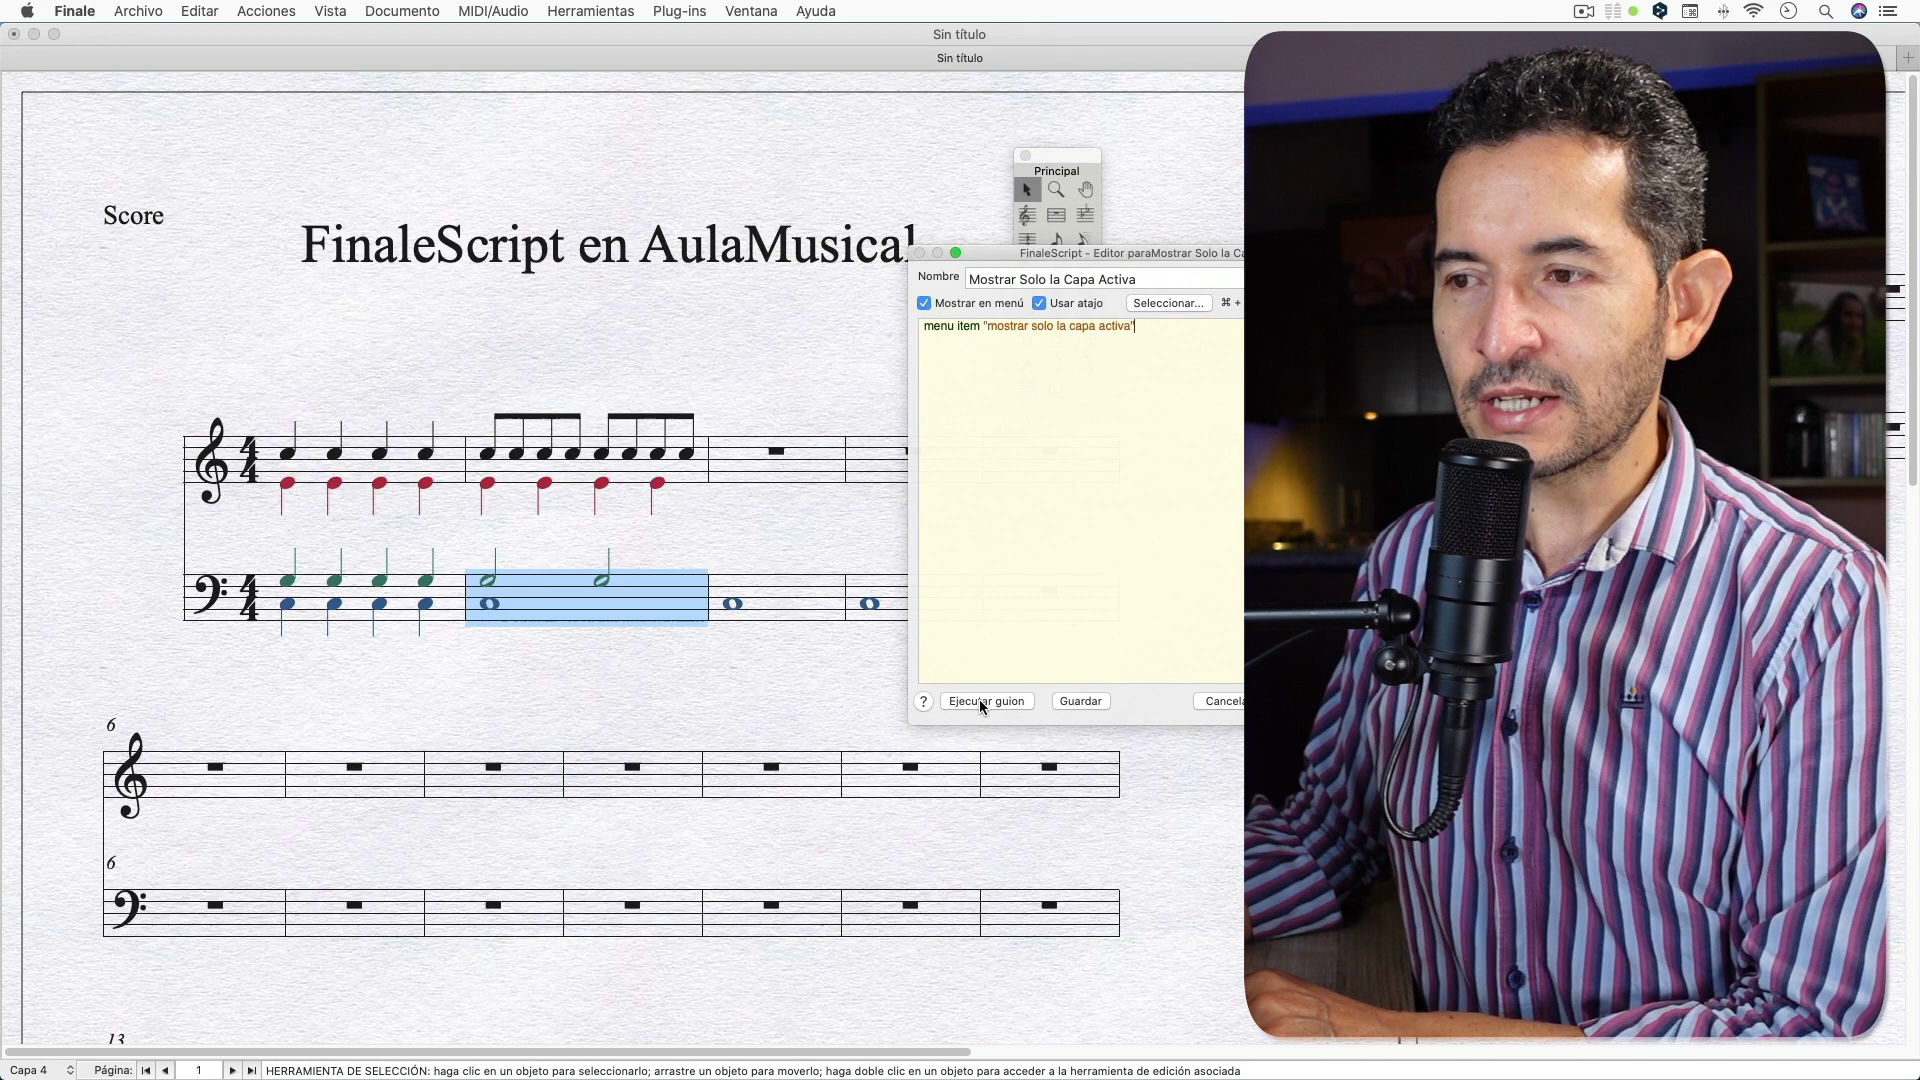 Finale Archivo Editar Acciones Vista Documento MIDI/Audio Herramientas Plug-ins Ventana Ayuda
Sin título
Sin título
Principal
Score
FinaleScript en AulaMusical
FinaleScript - Editor paraMostrar Solo la Ca
Nombre Mostrar Solo la Capa Activa
Mostrar en menú Usar atajo Seleccionar... ⌘ +
menu item "mostrar solo la capa activa"
4
4
4
4
? Ejecutar guion Guardar Cancela
6
6
13
Capa 4 Página: 1 HERRAMIENTA DE SELECCIÓN: haga clic en un objeto para seleccionarlo; arrastre un objeto para moverlo; haga doble clic en un objeto para acceder a la herramienta de edición asociada